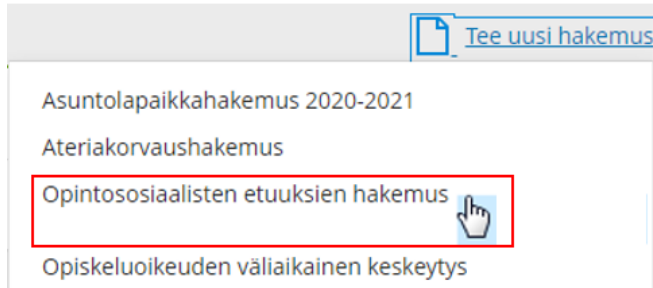 Tee uusi hakemus
Asuntolapaikkahakemus 2020-2021
Ateriakorvaushakemus
Opintososiaalisten etuuksien hakemus
Opiskeluoikeuden väliaikainen keskeytys